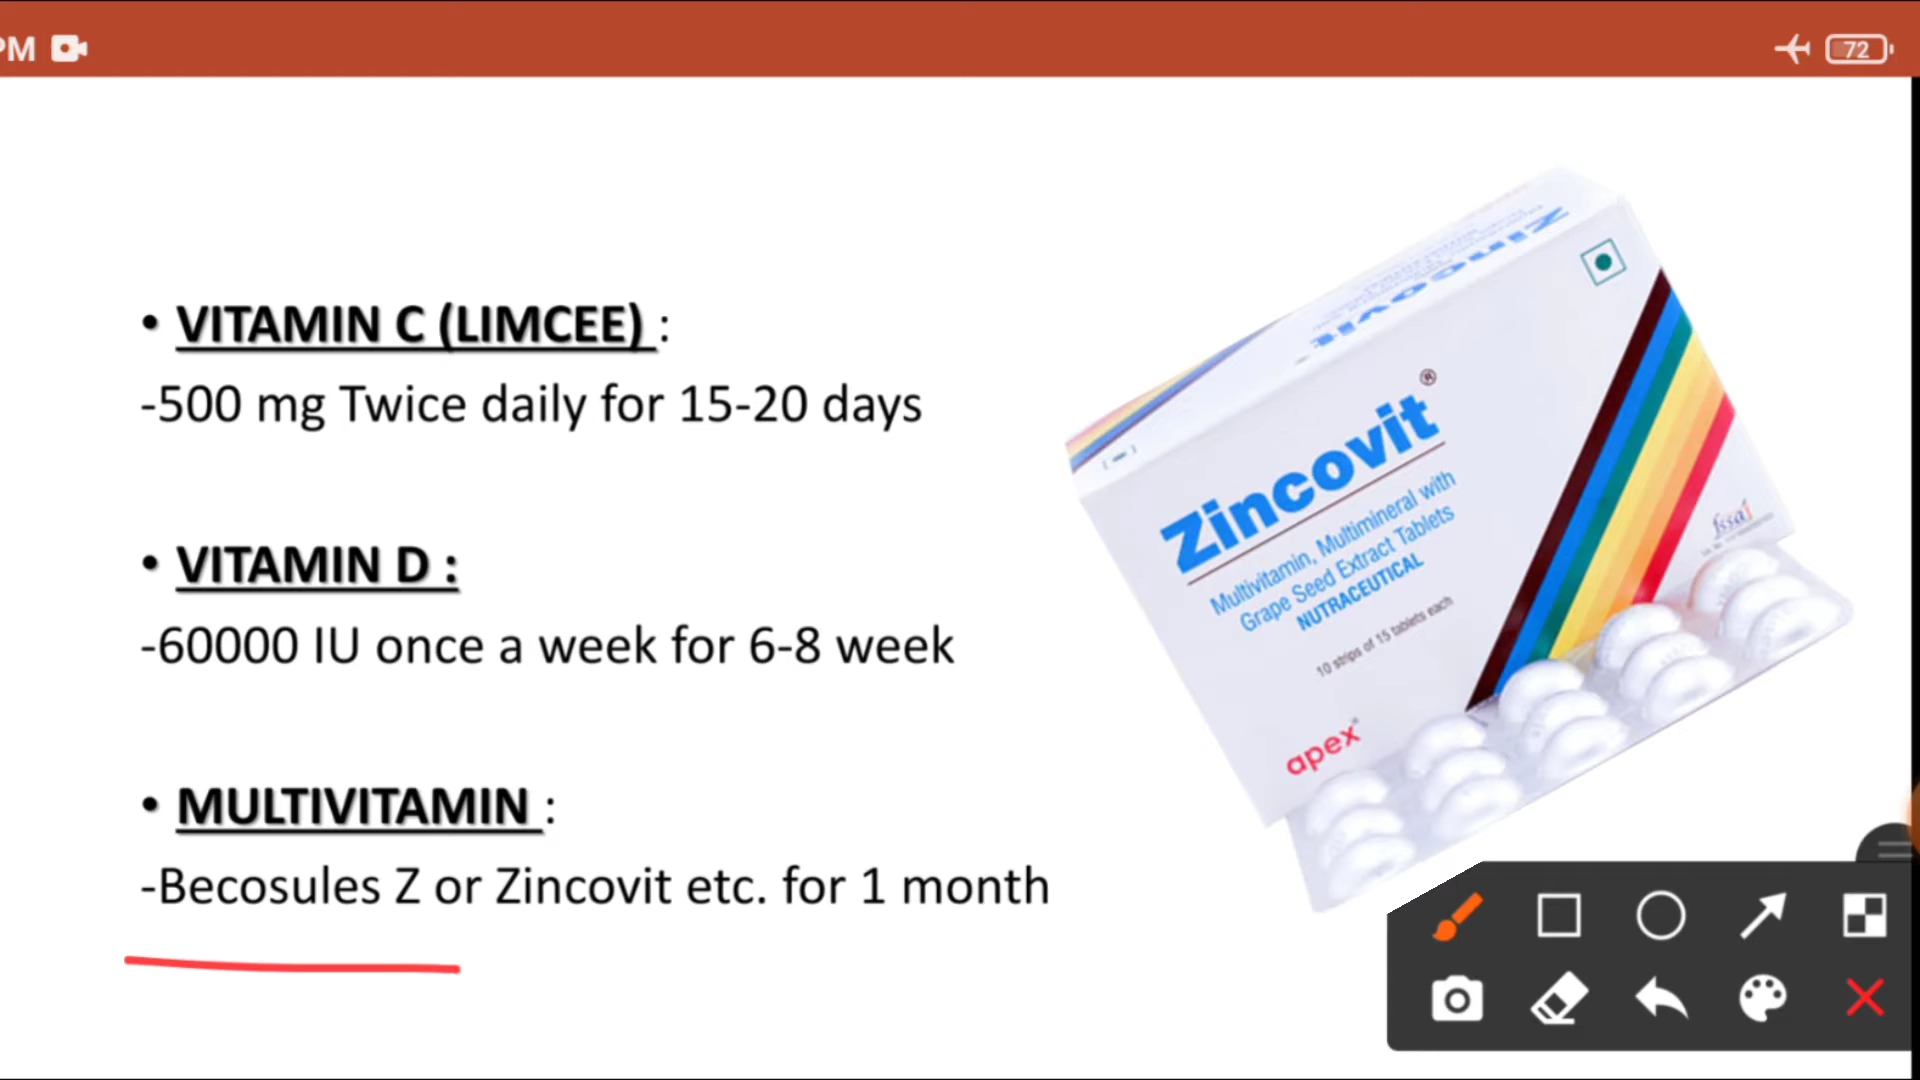 PM
72
• VITAMIN C (LIMCEE) :
-500 mg Twice daily for 15-20 days
• VITAMIN D :
-60000 IU once a week for 6-8 week
• MULTIVITAMIN :
-Becosules Z or Zincovit etc. for 1 month
Zincovit
Zincovit®
Multivitamin, Multimineral with
Grape Seed Extract Tablets
NUTRACEUTICAL
10 strips of 15 tablets each
fssai
apex